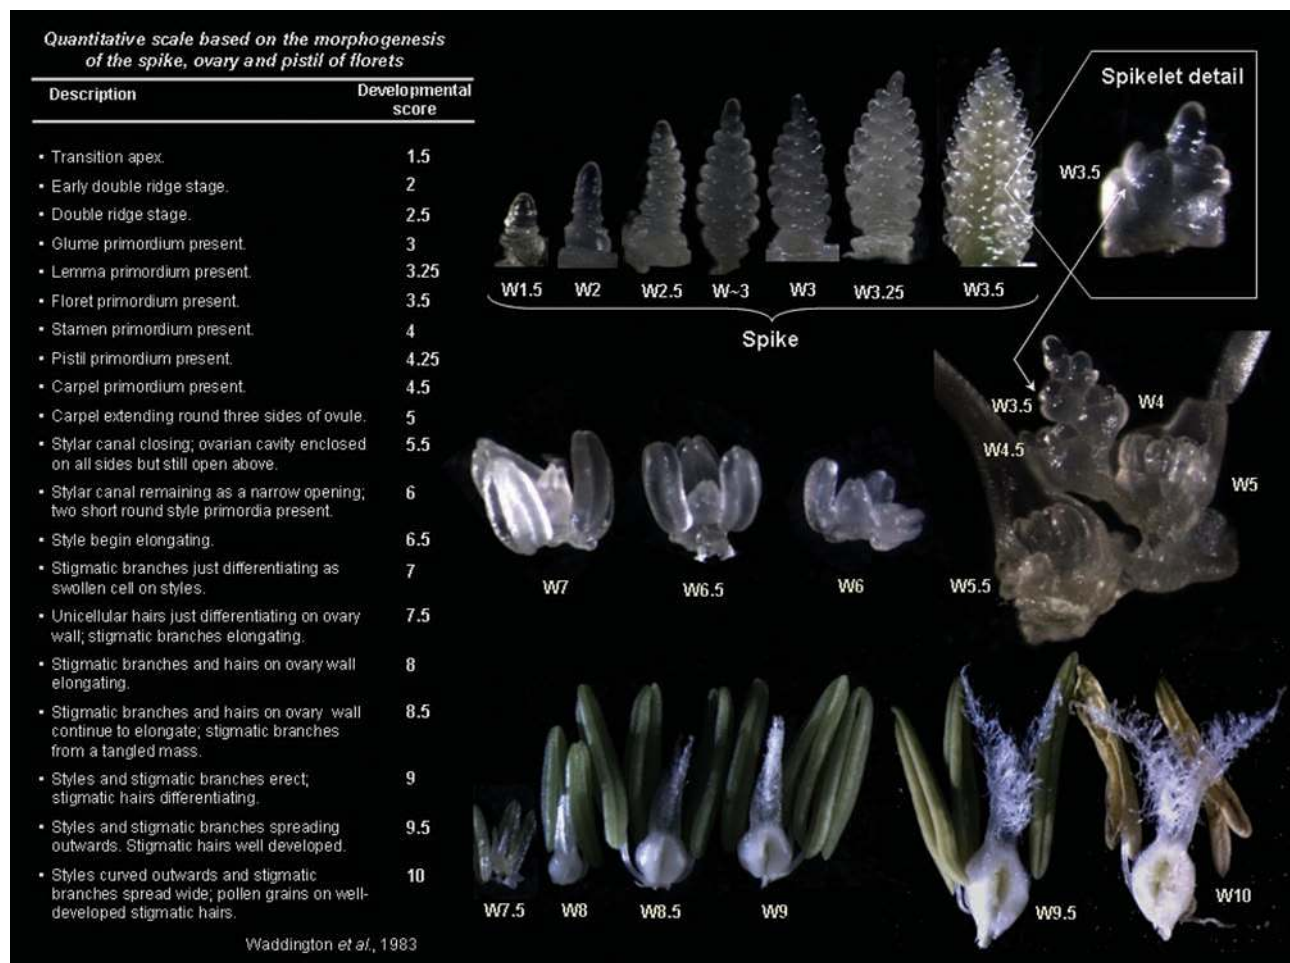 Quantitative scale based on the morphogenesis
of the spike, ovary and pistil of florets
Description
Developmental
score
• Transition apex. 1.5
• Early double ridge stage. 2
• Double ridge stage. 2.5
• Glume primordium present. 3
• Lemma primordium present. 3.25
• Floret primordium present. 3.5
• Stamen primordium present. 4
• Pistil primordium present. 4.25
• Carpel primordium present. 4.5
• Carpel extending round three sides of ovule. 5
• Stylar canal closing; ovarian cavity enclosed 5.5
on all sides but still open above.
• Stylar canal remaining as a narrow opening; 6
two short round style primordia present.
• Style begin elongating. 6.5
• Stigmatic branches just differentiating as 7
swollen cell on styles.
• Unicellular hairs just differentiating on ovary 7.5
wall; stigmatic branches elongating.
• Stigmatic branches and hairs on ovary wall 8
elongating.
• Stigmatic branches and hairs on ovary wall 8.5
continue to elongate; stigmatic branches
from a tangled mass.
• Styles and stigmatic branches erect; 9
stigmatic hairs differentiating.
• Styles and stigmatic branches spreading 9.5
outwards. Stigmatic hairs well developed.
• Styles curved outwards and stigmatic 10
branches spread wide; pollen grains on well-
developed stigmatic hairs.
Waddington et al., 1983
Spikelet detail
W3.5
W1.5 W2 W2.5 W~3 W3 W3.25 W3.5
Spike
W3.5 W4
W4.5
W5
W5.5
W7 W6.5 W6
W7.5 W8 W8.5 W9 W9.5 W10